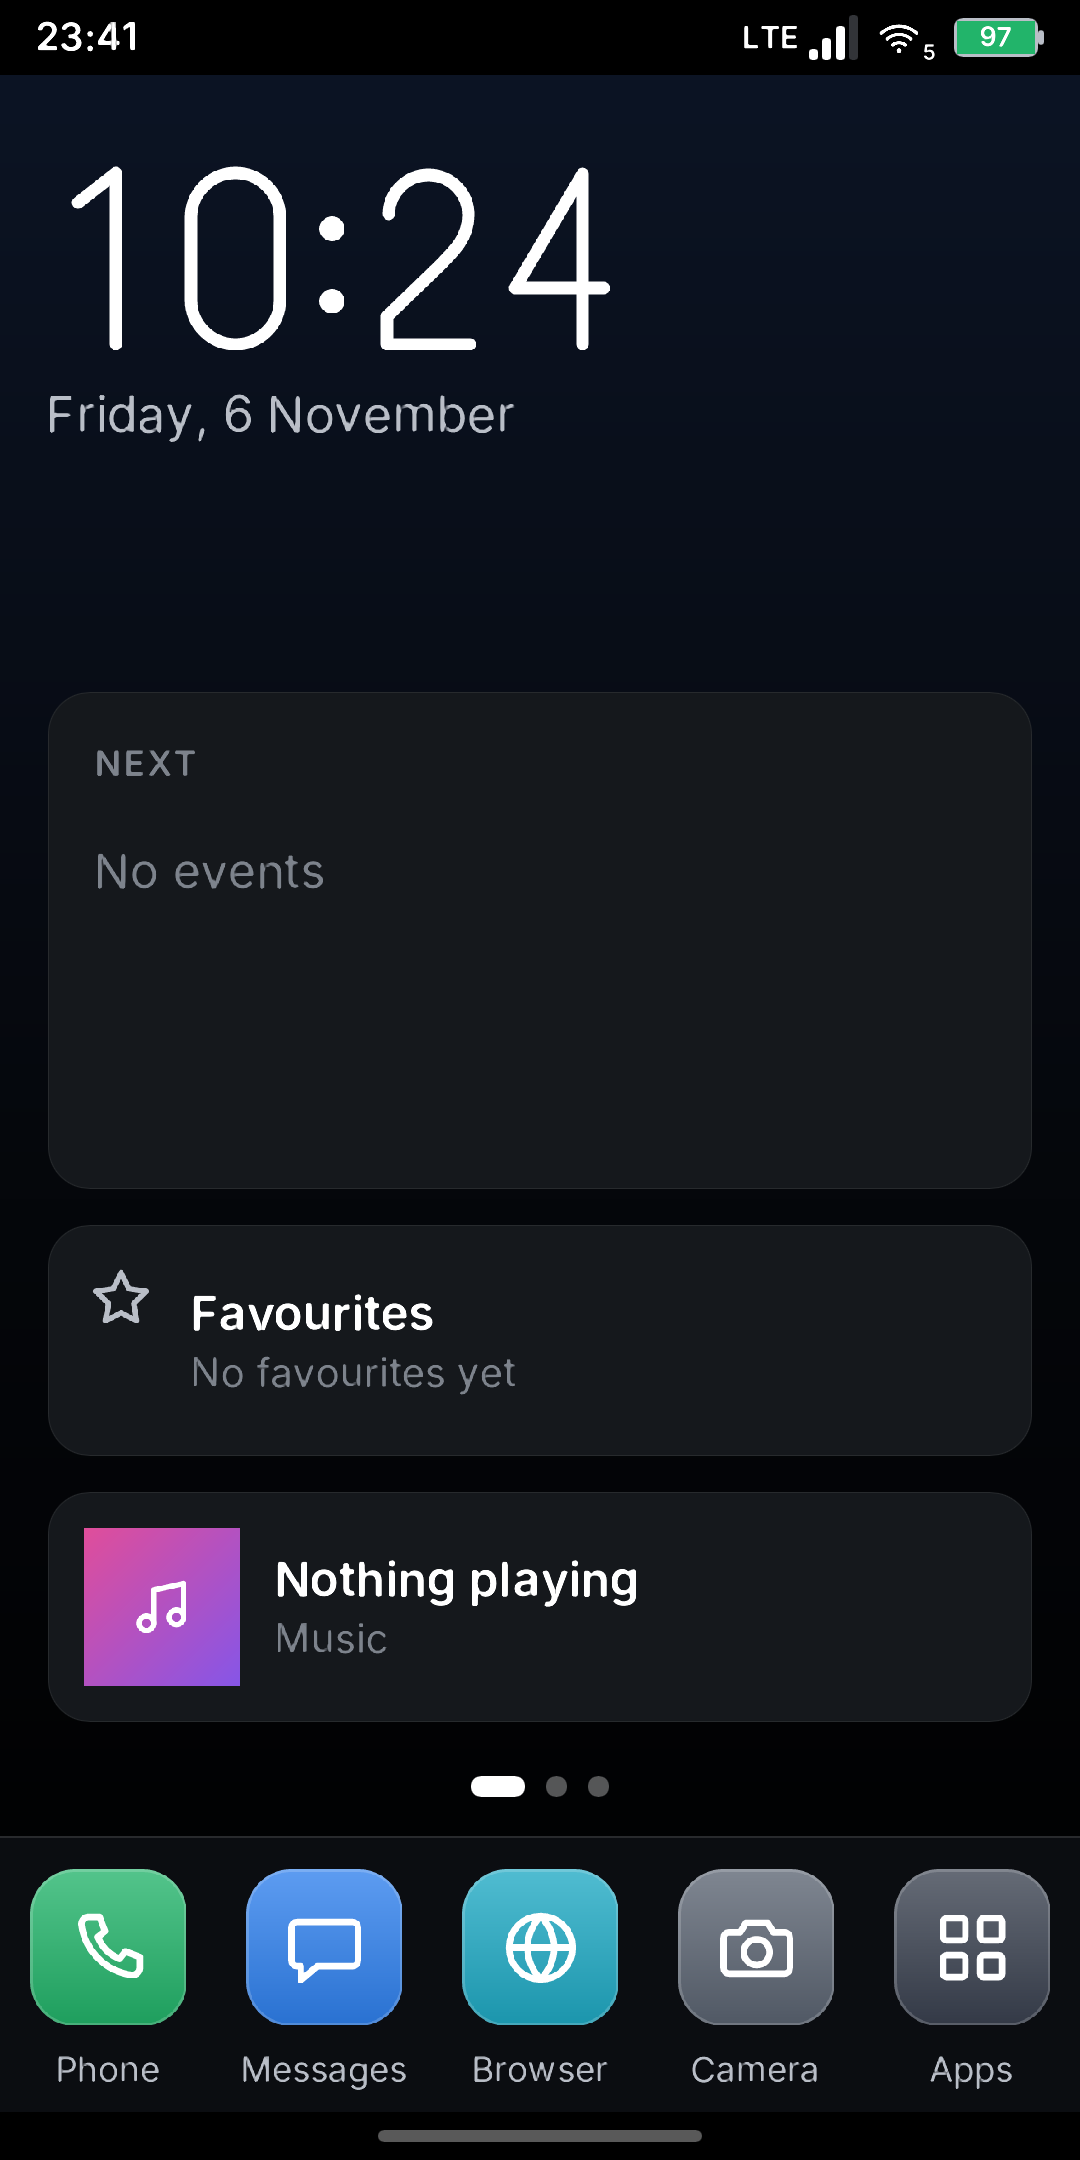 23:41
LTE
5
97
10:24
Friday, 6 November
NEXT
No events
Favourites
No favourites yet
Nothing playing
Music
Phone
Messages
Browser
Camera
Apps